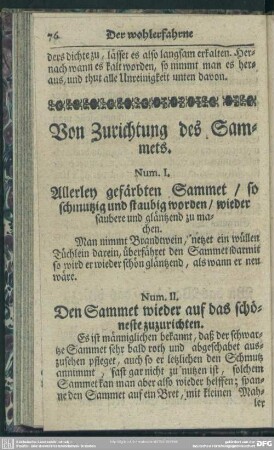 76. Der wohlerfahrne
ders dichte zu, lässet es also langsam erkalten. Her-
nach wann es kalt worden, so nimmt man es her-
aus, und thut alle Unreinigkeit unten davon.
Von Zurichtung des Sam-
mets.
Num. I.
Allerley gefärbten Sammet / so
schmutzig und staubig worden / wieder
saubere und gläntzend zu ma-
chen.
Man nimmt Brandtwein, netzet ein wüllen
Tüchlein darein, überfähret den Sammet damit
so wird er wieder schön gläntzend, als wann er neu
wäre.
Num. II.
Den Sammet wieder auf das schö-
neste zuzurichten.
Es ist männiglichen bekannt, daß der schwar-
tze Sammet sehr bald roth und abgeschabet aus-
zusehen pfleget, auch so er letzlichen den Schmutz
annimmt, fast gar nicht zu nutzen ist, solchem
Sammet kan man aber also wieder helffen; span-
ne den Sammet auf ein Bret, mit kleinen Mah-
ler